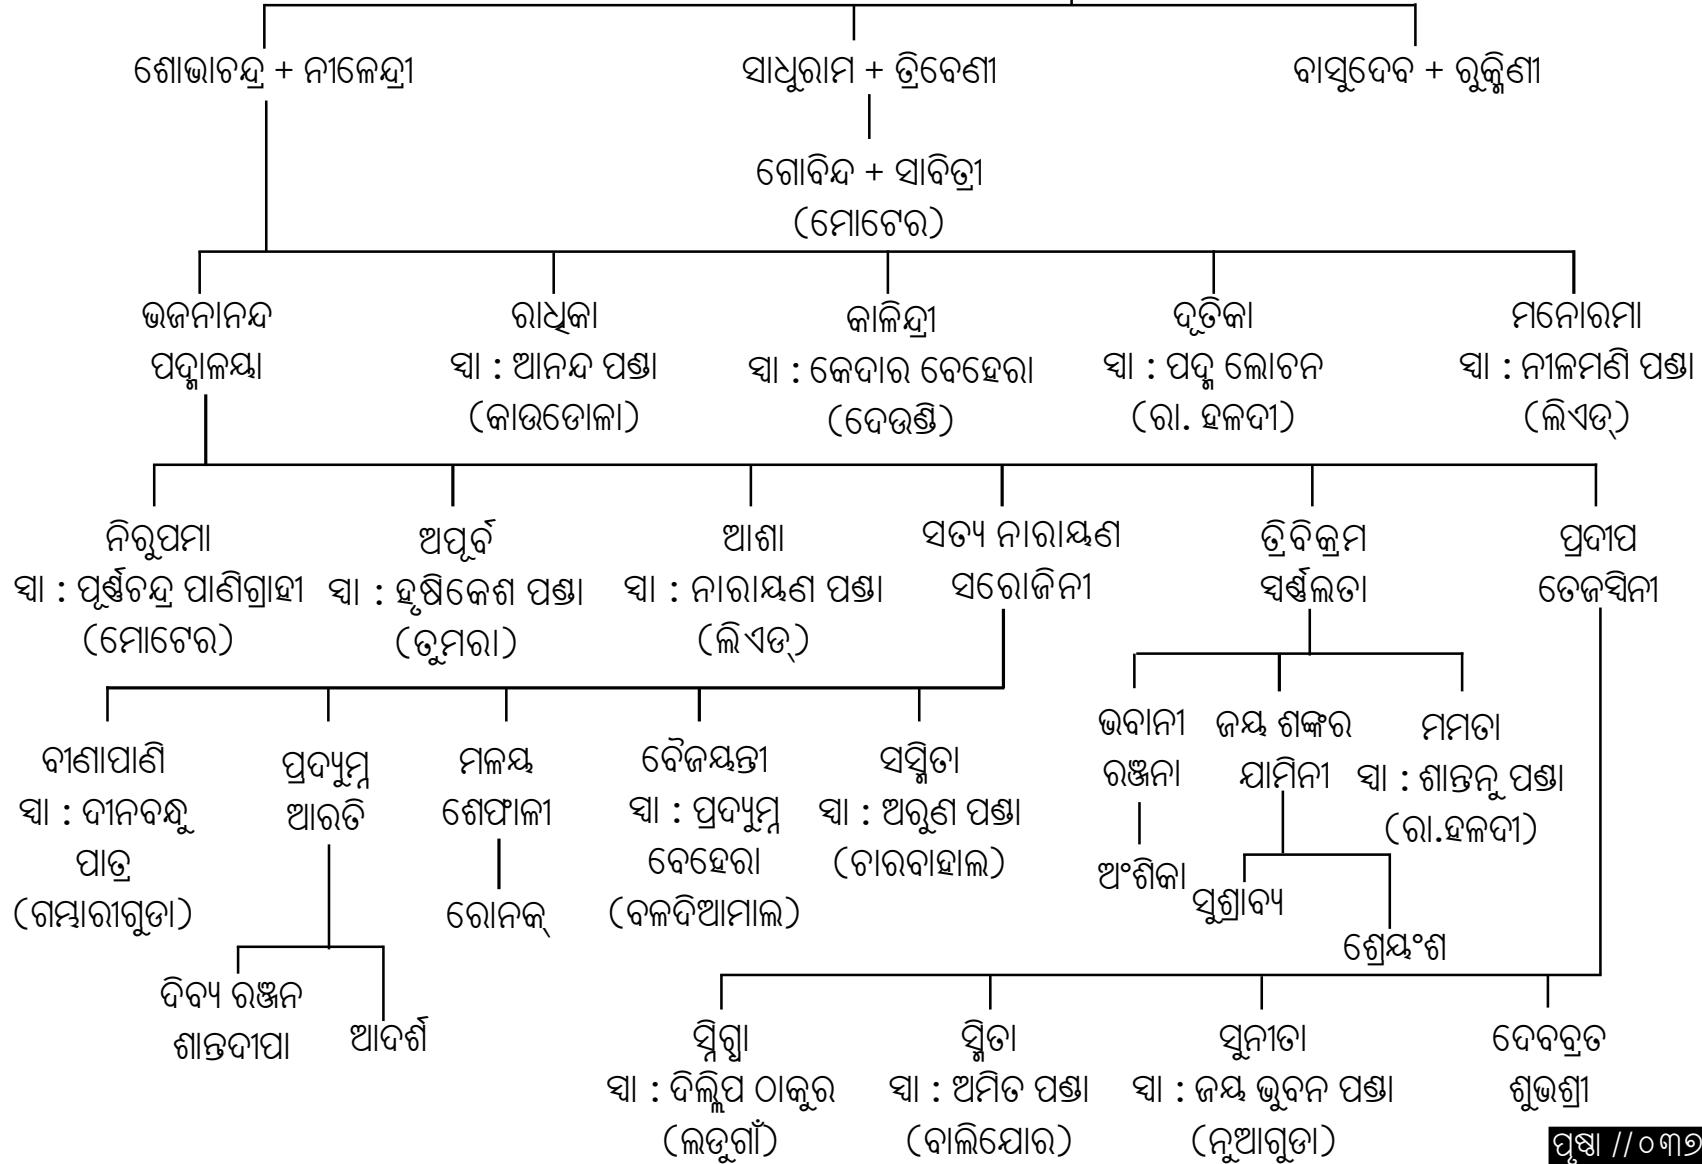 ଶୋଭାଚନ୍ଦ୍ର + ନୀଳେନ୍ଦ୍ରୀ
ସାଧୁରାମ + ତ୍ରିବେଣୀ
ବାସୁଦେବ + ରୁକ୍ମିଣୀ
ଗୋବିନ୍ଦ + ସାବିତ୍ରୀ
(ମୋଟେର)
ଭଜନାନନ୍ଦ
ପଦ୍ମାଳୟା
ରାଧିକା
ସ୍ୱା : ଆନନ୍ଦ ପଣ୍ଡା
(କାଉଡୋଳା)
କାଳିନ୍ଦ୍ରୀ
ସ୍ୱା : କେଦାର ବେହେରା
(ଦେଉଣ୍ଡି)
ଦୂତିକା
ସ୍ୱା : ପଦ୍ମ ଲୋଚନ
(ରା. ହଳଦୀ)
ମନୋରମା
ସ୍ୱା : ନୀଳମଣି ପଣ୍ଡା
(ଲିଏଡ୍)
ନିରୁପମା
ସ୍ୱା : ପୂର୍ଣ୍ଣଚନ୍ଦ୍ର ପାଣିଗ୍ରାହୀ
(ମୋଟେର)
ଅପୂର୍ବ
ସ୍ୱା : ହୃଷିକେଶ ପଣ୍ଡା
(ତୁମରା)
ଆଶା
ସ୍ୱା : ନାରାୟଣ ପଣ୍ଡା
(ଲିଏଡ୍)
ସତ୍ୟ ନାରାୟଣ
ସରୋଜିନୀ
ତ୍ରିବିକ୍ରମ
ସ୍ୱର୍ଣ୍ଣଲତା
ପ୍ରଦୀପ
ତେଜସ୍ୱିନୀ
ବୀଣାପାଣି
ସ୍ୱା : ଦୀନବନ୍ଧୁ
ପାତ୍ର
(ଗମ୍ଭାରୀଗୁଡା)
ପ୍ରଦ୍ୟୁମ୍ନ
ଆରତି
ମଳୟ
ଶେଫାଳୀ
ବୈଜୟନ୍ତୀ
ସ୍ୱା : ପ୍ରଦ୍ୟୁମ୍ନ
ବେହେରା
(ବଳଦିଆମାଲ)
ସସ୍ମିତା
ସ୍ୱା : ଅରୁଣ ପଣ୍ଡା
(ଚାରବାହାଲ)
ଭବାନୀ
ରଞ୍ଜନା
ଜୟ ଶଙ୍କର
ଯାମିନୀ
ମମତା
ସ୍ୱା : ଶାନ୍ତନୁ ପଣ୍ଡା
(ରା.ହଳଦୀ)
ରୋନକ୍
ଅଂଶିକା
ସୁଶ୍ରାବ୍ୟ
ଶ୍ରେୟଂଶ
ଦିବ୍ୟ ରଞ୍ଜନ
ଶାନ୍ତଦୀପା
ଆଦର୍ଶ
ସ୍ନିଗ୍ଧା
ସ୍ୱା : ଦିଲ୍ଲିପ ଠାକୁର
(ଲଡୁଗାଁ)
ସ୍ମିତା
ସ୍ୱା : ଅମିତ ପଣ୍ଡା
(ବାଲିଯୋର)
ସୁନୀତା
ସ୍ୱା : ଜୟ ଭୁବନ ପଣ୍ଡା
(ନୂଆଗୁଡା)
ଦେବବ୍ରତ
ଶୁଭଶ୍ରୀ
ପୃଷ୍ଠା //୦୩୭